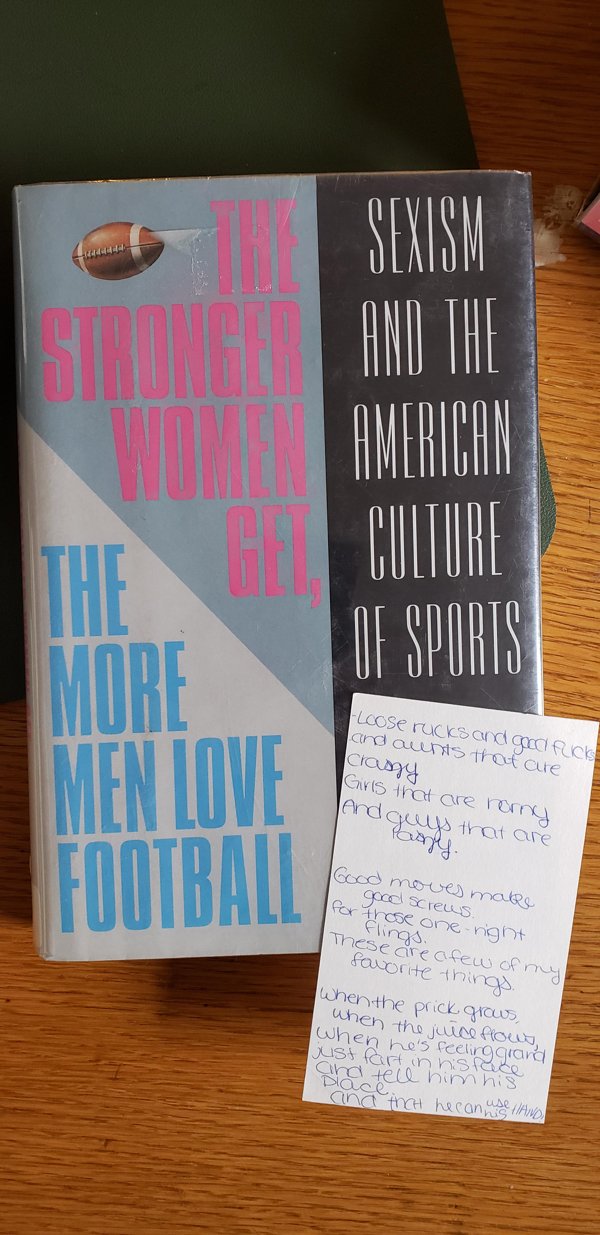 THE
STRONGER
WOMEN
GET,
THE
MORE
MEN LOVE
FOOTBALL
SEXISM
AND THE
AMERICAN
CULTURE
OF SPORTS
-Loose rucks and good fucks
and that are
Girls that are horny
And guys that are
Good moves make
good screws.
For those one-night
flings.
These are a few of my
favorite things
When the prick grows,
when the juice flows,
when he's feeling grand
just fart in his face
and tell him his
place
and that he can use his HAND.